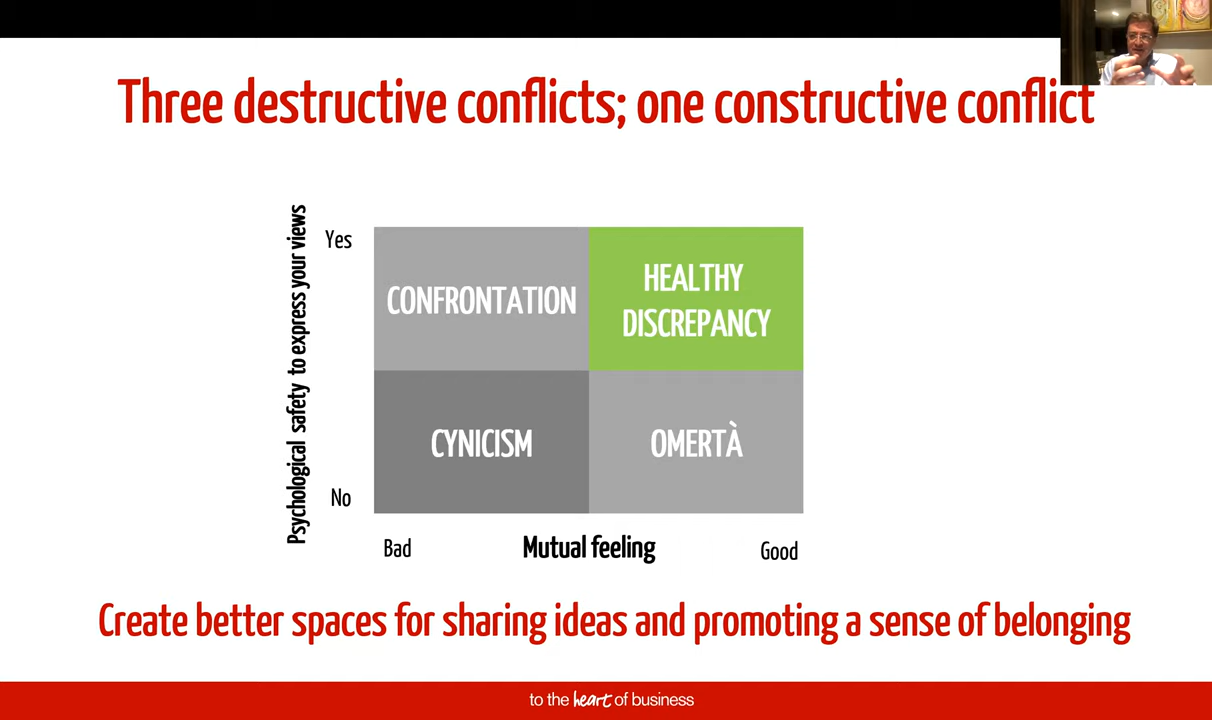 Three destructive conflicts; one constructive conflict
Psychological safety to express your views
Yes
CONFRONTATION
HEALTHY
DISCREPANCY
CYNICISM
OMERTÀ
No
Bad
Mutual feeling
Good
Create better spaces for sharing ideas and promoting a sense of belonging
to the heart of business